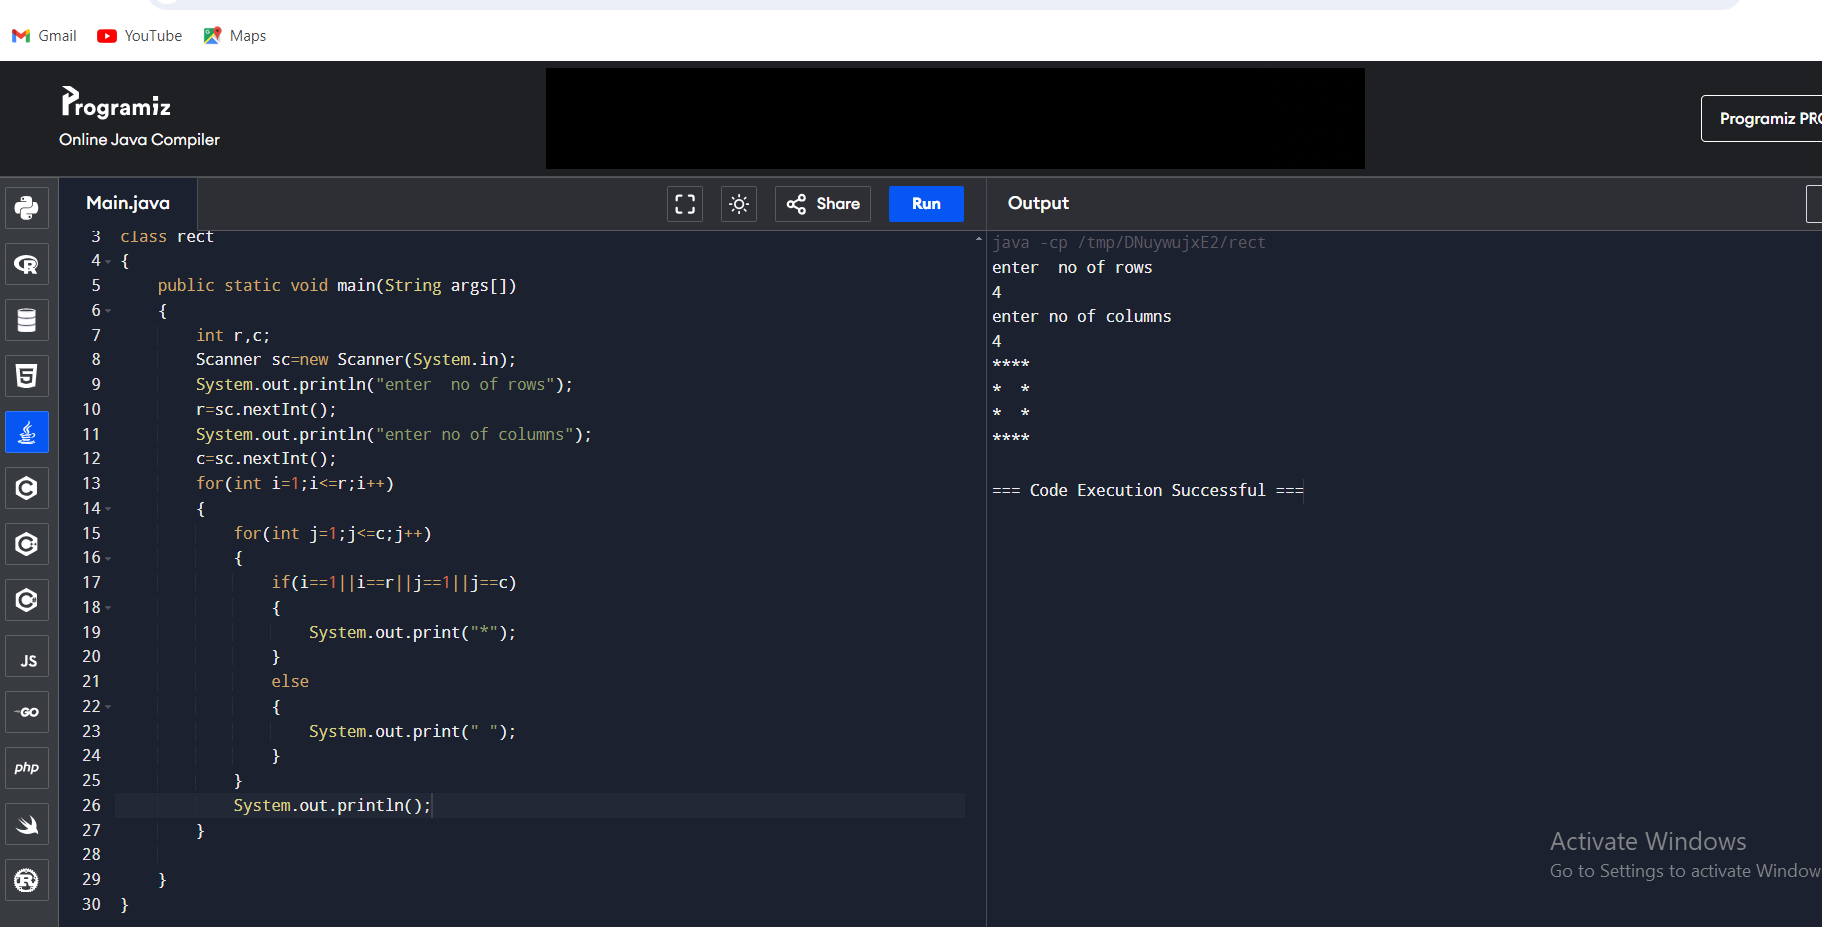 Gmail YouTube Maps
Programiz
Online Java Compiler
Programiz PRO
Main.java
Share
Run
Output
3 class rect
4 {
5     public static void main(String args[])
6     {
7         int r,c;
8         Scanner sc=new Scanner(System.in);
9         System.out.println("enter  no of rows");
10         r=sc.nextInt();
11         System.out.println("enter no of columns");
12         c=sc.nextInt();
13         for(int i=1;i<=r;i++)
14         {
15             for(int j=1;j<=c;j++)
16             {
17                 if(i==1||i==r||j==1||j==c)
18                 {
19                     System.out.print("*");
20                 }
21                 else
22                 {
23                     System.out.print(" ");
24                 }
25             }
26             System.out.println();
27         }
28
29     }
30 }
java -cp /tmp/DNuywujxE2/rect
enter  no of rows
4
enter no of columns
4
****
*  *
*  *
****
=== Code Execution Successful ===
JS
GO
php
Activate Windows
Go to Settings to activate Window